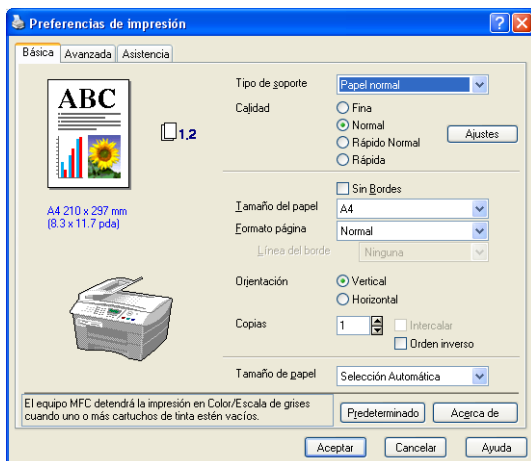 Preferencias de impresión
Básica Avanzada Asistencia
ABC
1.2
A4 210 x 297 mm
(8.3 x 11.7 pda)
Tipo de soporte Papel normal
Calidad Fina
Normal
Rápido Normal
Rápida
Ajustes
Sin Bordes
Tamaño del papel A4
Formato página Normal
Línea del borde Ninguna
Orientación Vertical
Horizontal
Copias 1 Intercalar
Orden inverso
Tamaño de papel Selección Automática
El equipo MFC detendrá la impresión en Color/Escala de grises
cuando uno o más cartuchos de tinta estén vacíos.
Predeterminado Acerca de
Aceptar Cancelar Ayuda